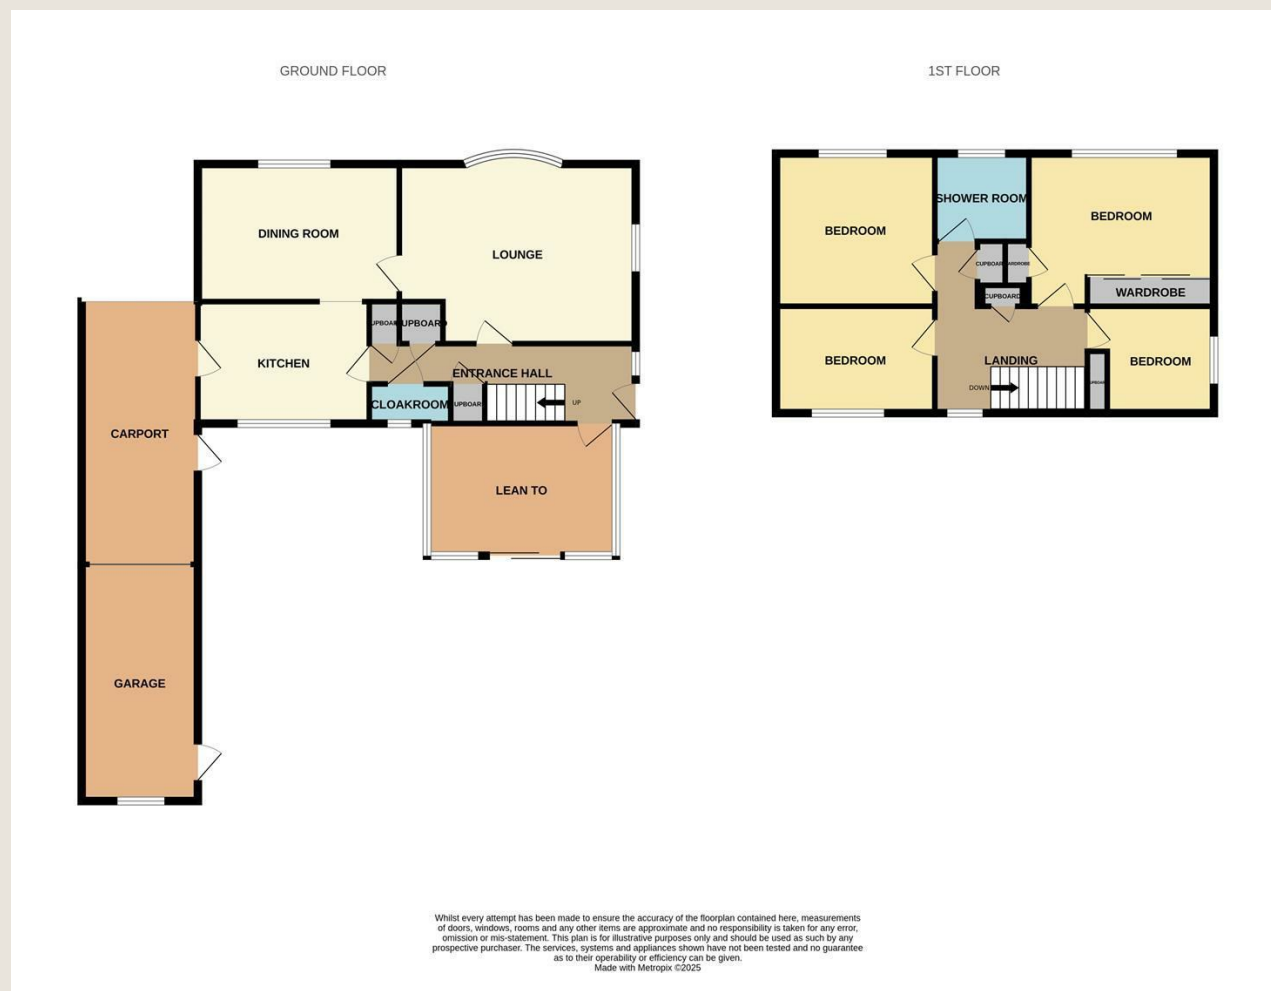 GROUND FLOOR
1ST FLOOR
DINING ROOM
LOUNGE
KITCHEN
UPBOAR
UPBOARD
ENTRANCE HALL
CLOAKROOM
UPBOARD
UP
CARPORT
LEAN TO
GARAGE
BEDROOM
SHOWER ROOM
BEDROOM
CUPBOARD
WARDROBE
CUPBOARD
WARDROBE
BEDROOM
LANDING
BEDROOM
DOWN
Whilst every attempt has been made to ensure the accuracy of the floorplan contained here, measurements
of doors, windows, rooms and any other items are approximate and no responsibility is taken for any error,
omission or mis-statement. This plan is for illustrative purposes only and should be used as such by any
prospective purchaser. The services, systems and appliances shown have not been tested and no guarantee
as to their operability or efficiency can be given.
Made with Metropix ©2025